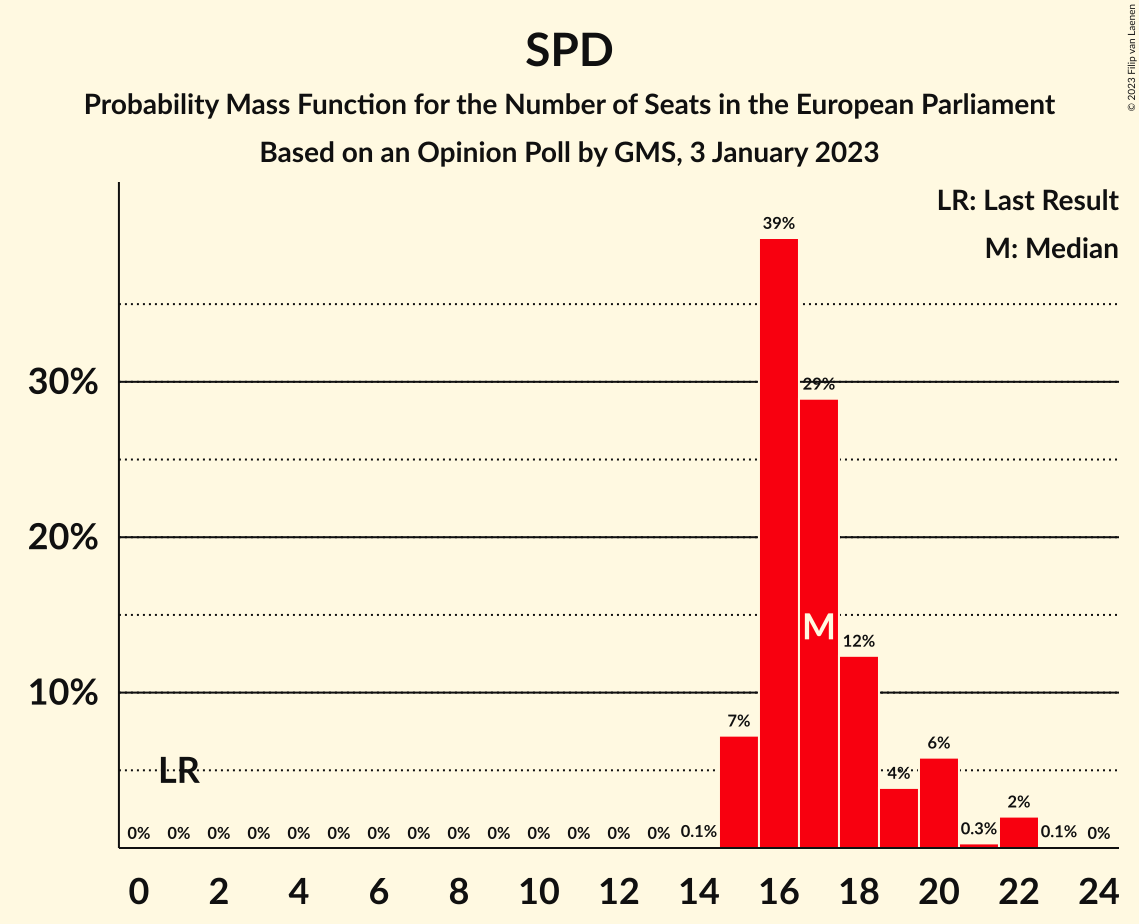 SPD
Probability Mass Function for the Number of Seats in the European Parliament
Based on an Opinion Poll by GMS, 3 January 2023
© 2023 Filip van Laenen
LR: Last Result
M: Median
39%
30%
29%
20%
M
12%
10%
7%
6%
LR
4%
2%
0% 0% 0% 0% 0% 0% 0% 0% 0% 0% 0% 0% 0% 0% 0.1% 0.3% 0.1% 0%
0 2 4 6 8 10 12 14 16 18 20 22 24